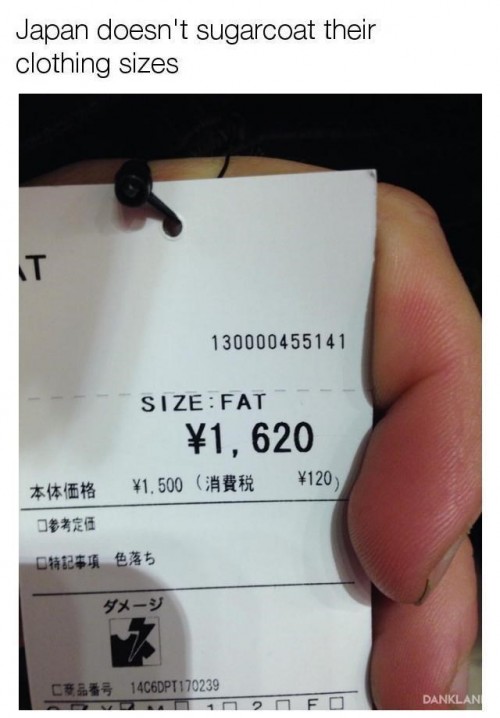 Japan doesn't sugarcoat their
clothing sizes
AT
130000455141
SIZE:FAT
¥1,620
本体価格 ¥1,500 (消費税 ¥120)
□参考定価
□特記事項 色落ち
ダメージ
□商品番号 14C6DPT170239
DANKLAN